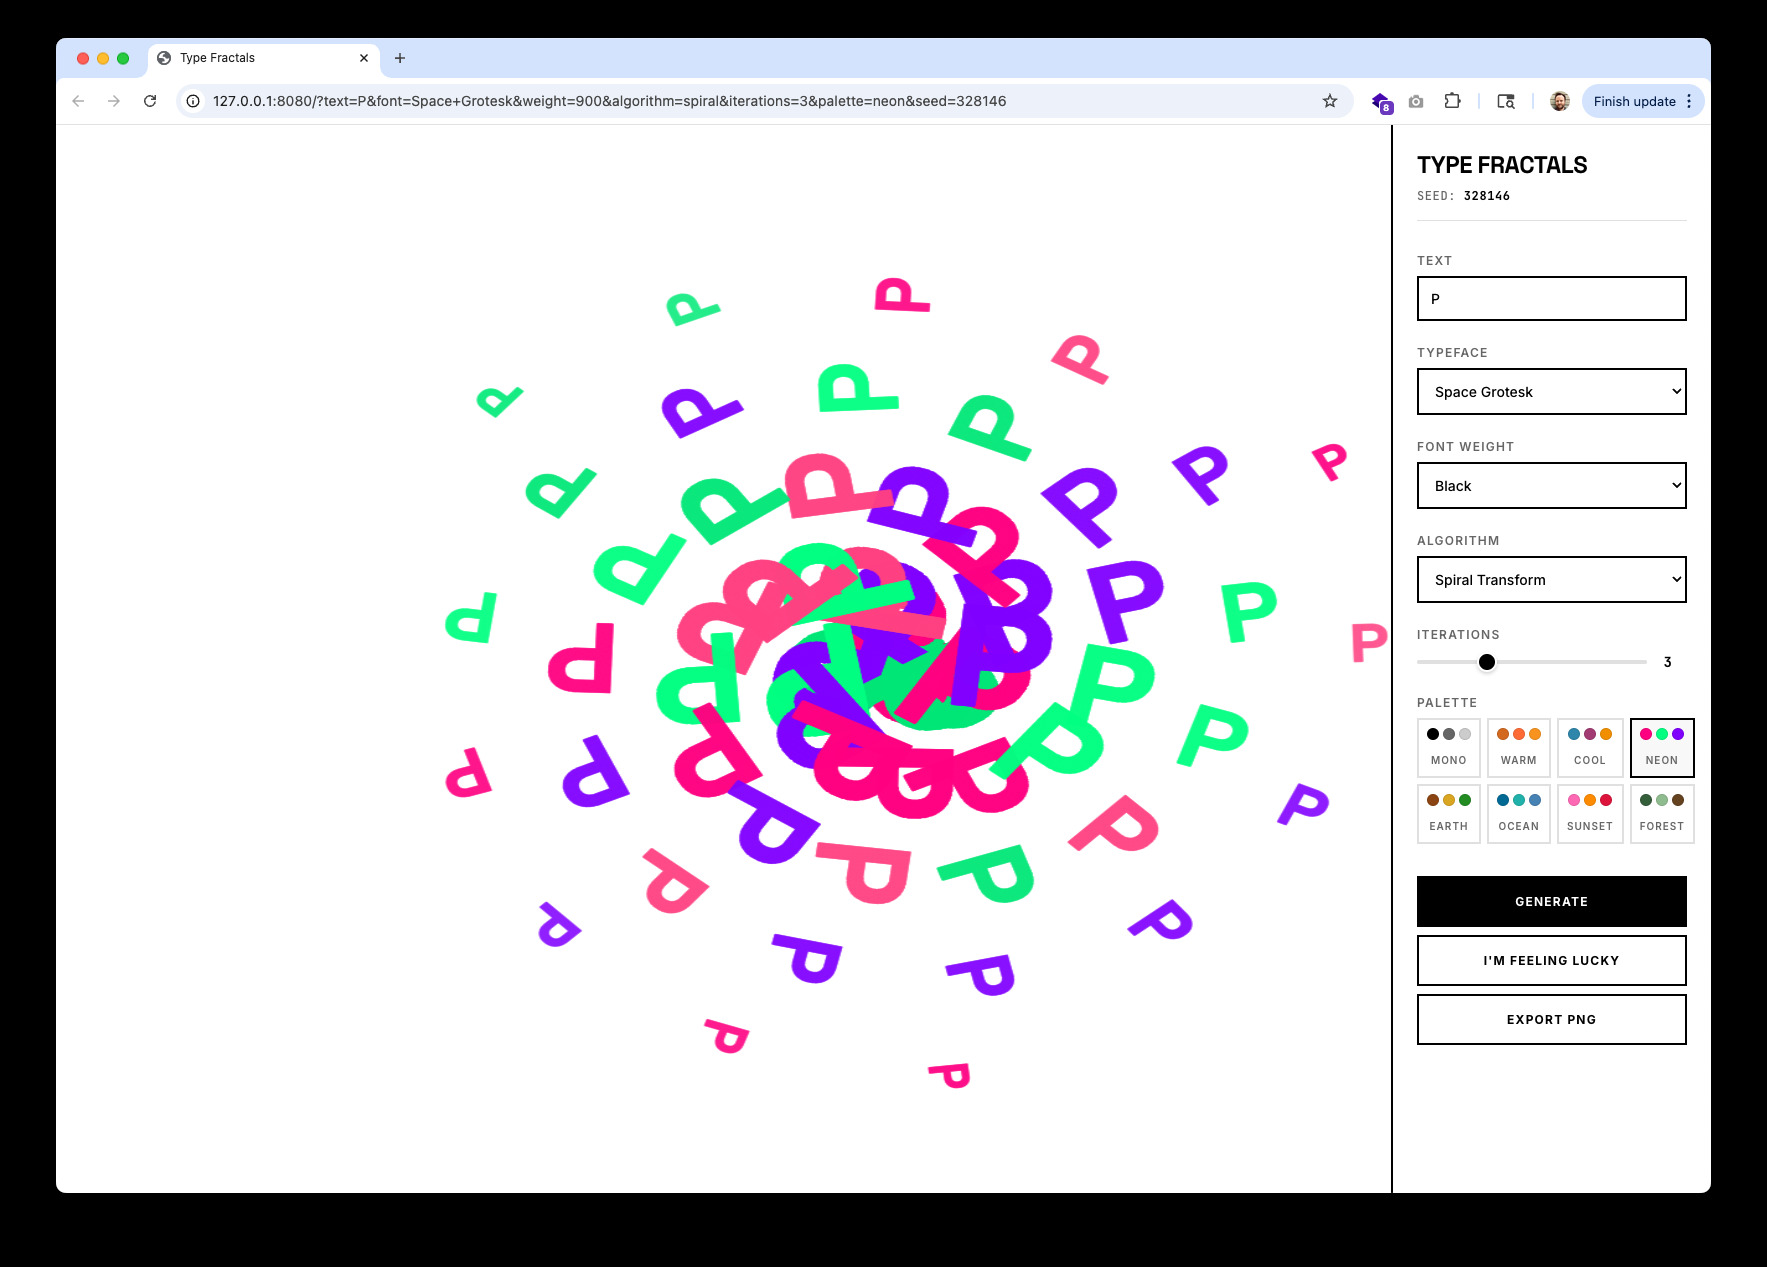 Type Fractals
127.0.0.1:8080/?text=P&font=Space+Grotesk&weight=900&algorithm=spiral&iterations=3&palette=neon&seed=328146
8
Finish update
TYPE FRACTALS
SEED: 328146
TEXT
P
TYPEFACE
Space Grotesk
FONT WEIGHT
Black
ALGORITHM
Spiral Transform
ITERATIONS
3
PALETTE
MONO WARM COOL NEON
EARTH OCEAN SUNSET FOREST
GENERATE
I'M FEELING LUCKY
EXPORT PNG
P